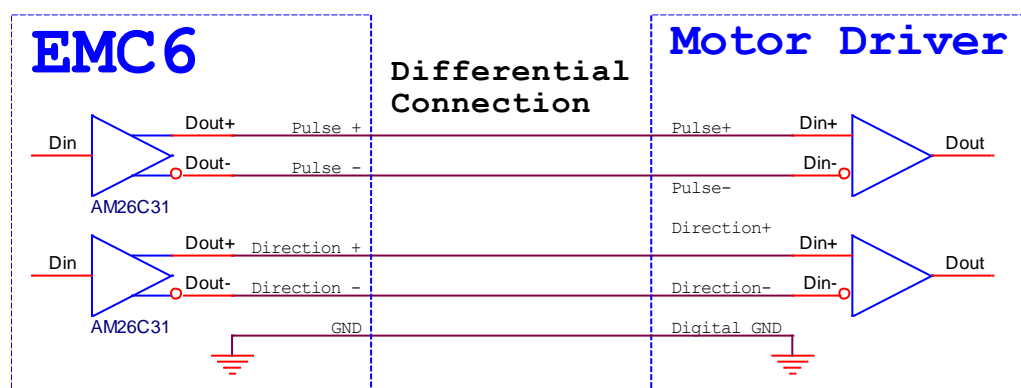 EMC6
Differential
Connection
Motor Driver
Din
Dout+
Pulse +
Pulse+
Din+
Dout
Dout-
Pulse -
Din-
Pulse-
AM26C31
Direction+
Din
Dout+
Direction +
Din+
Dout
Dout-
Direction -
Direction-
Din-
AM26C31
GND
Digital GND